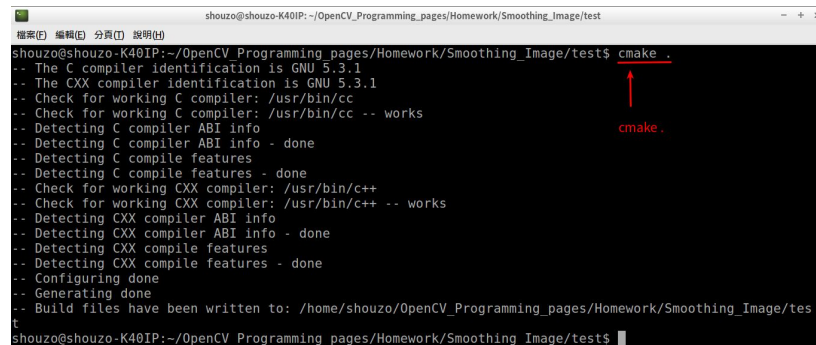 shouzo@shouzo-K40IP: ~/OpenCV_Programming_pages/Homework/Smoothing_Image/test
檔案(F) 編輯(E) 分頁(T) 說明(H)
shouzo@shouzo-K40IP:~/OpenCV_Programming_pages/Homework/Smoothing_Image/test$ cmake .
-- The C compiler identification is GNU 5.3.1
-- The CXX compiler identification is GNU 5.3.1
-- Check for working C compiler: /usr/bin/cc
-- Check for working C compiler: /usr/bin/cc -- works
-- Detecting C compiler ABI info
cmake .
-- Detecting C compiler ABI info - done
-- Detecting C compile features
-- Detecting C compile features - done
-- Check for working CXX compiler: /usr/bin/c++
-- Check for working CXX compiler: /usr/bin/c++ -- works
-- Detecting CXX compiler ABI info
-- Detecting CXX compiler ABI info - done
-- Detecting CXX compile features
-- Detecting CXX compile features - done
-- Configuring done
-- Generating done
-- Build files have been written to: /home/shouzo/OpenCV_Programming_pages/Homework/Smoothing_Image/tes
t
shouzo@shouzo-K40IP:~/OpenCV_Programming_pages/Homework/Smoothing_Image/test$